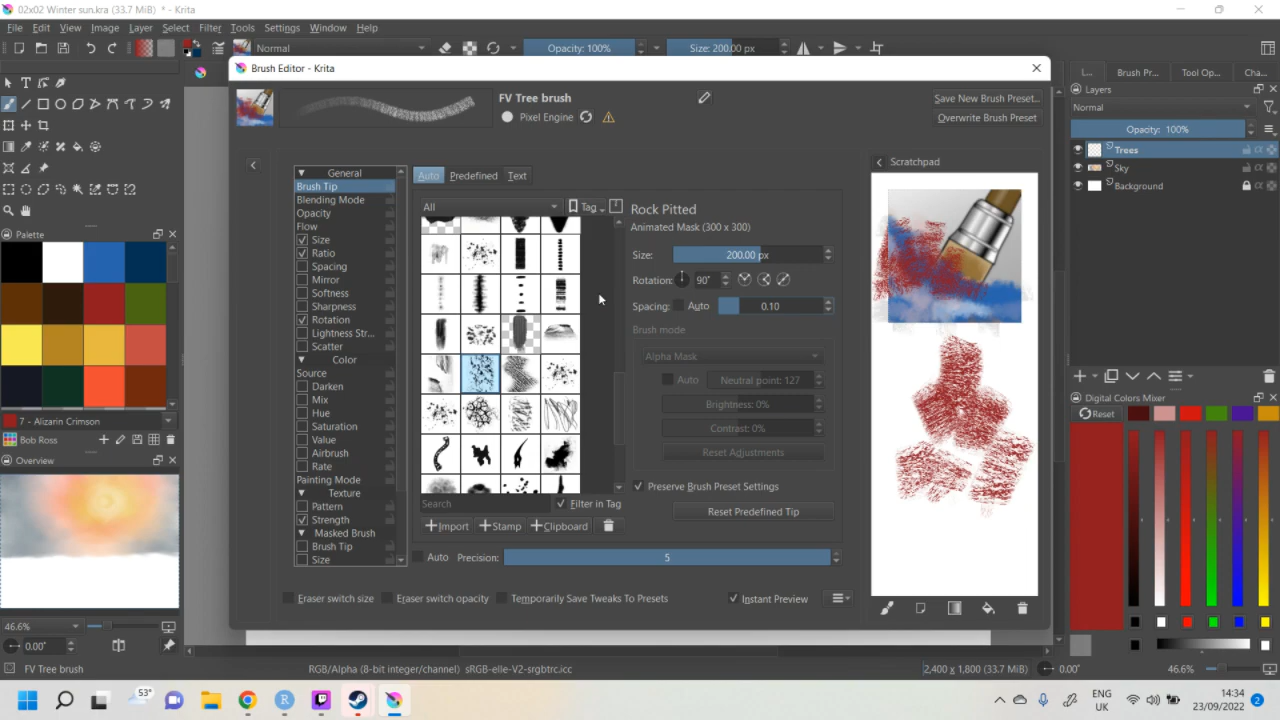 02x02 Winter sun.kra (33.7 MiB) * - Krita
File Edit View Image Layer Select Filter Tools Settings Window Help
Normal Opacity: 100% Size: 200.00 px
Brush Editor - Krita
L... Brush Pr... Tool Op... Cha...
Layers
Normal
Opacity: 100%
Trees
Sky
Background
FV Tree brush
Pixel Engine
Save New Brush Preset...
Overwrite Brush Preset
Scratchpad
General
Brush Tip
Blending Mode
Opacity
Flow
Size
Ratio
Spacing
Mirror
Softness
Sharpness
Rotation
Lightness Str...
Scatter
Color
Source
Darken
Mix
Hue
Saturation
Value
Airbrush
Rate
Painting Mode
Texture
Pattern
Strength
Masked Brush
Brush Tip
Size
Auto Predefined Text
All Tag
Rock Pitted
Animated Mask (300 x 300)
Size: 200.00 px
Rotation: 90°
Spacing: Auto 0.10
Brush mode
Alpha Mask
Auto Neutral point: 127
Brightness: 0%
Contrast: 0%
Reset Adjustments
Preserve Brush Preset Settings
Reset Predefined Tip
Search Filter in Tag
Import Stamp Clipboard
Auto Precision: 5
Eraser switch size Eraser switch opacity Temporarily Save Tweaks To Presets Instant Preview
Palette
7 - Alizarin Crimson
Bob Ross
Overview
46.6%
0.00°
Digital Colors Mixer
Reset
FV Tree brush
RGB/Alpha (8-bit integer/channel) sRGB-elle-V2-srgbtrc.icc
2,400 x 1,800 (33.7 MiB) 0.00° 46.6%
53°
R
ENG
UK
14:34
23/09/2022
2